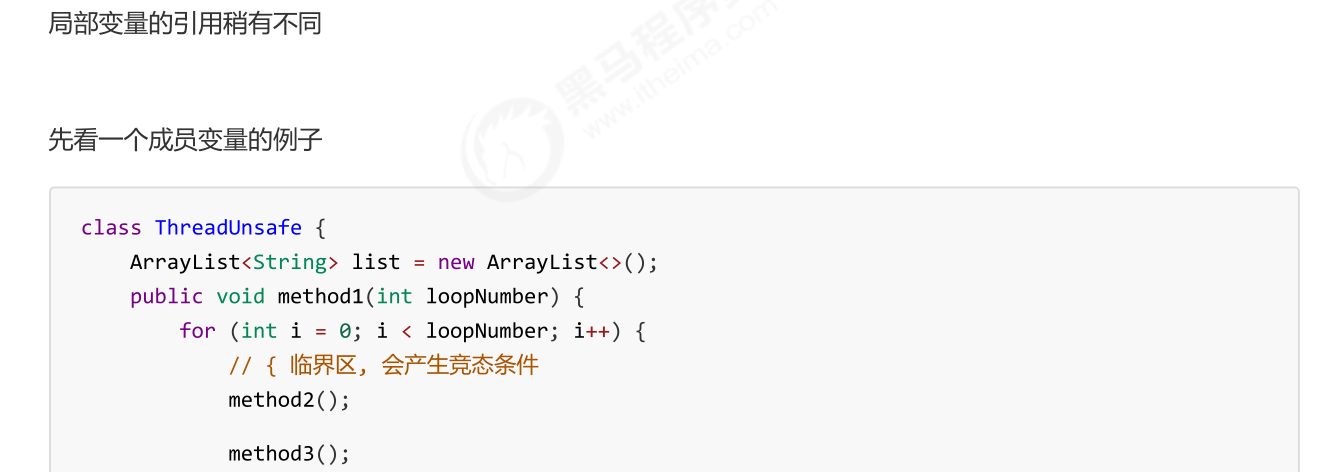 局部变量的引用稍有不同
黑马程序
www.itheima.com
先看一个成员变量的例子
class ThreadUnsafe {
    ArrayList<String> list = new ArrayList<>();
    public void method1(int loopNumber) {
        for (int i = 0; i < loopNumber; i++) {
            // { 临界区, 会产生竞态条件
            method2();
            method3();